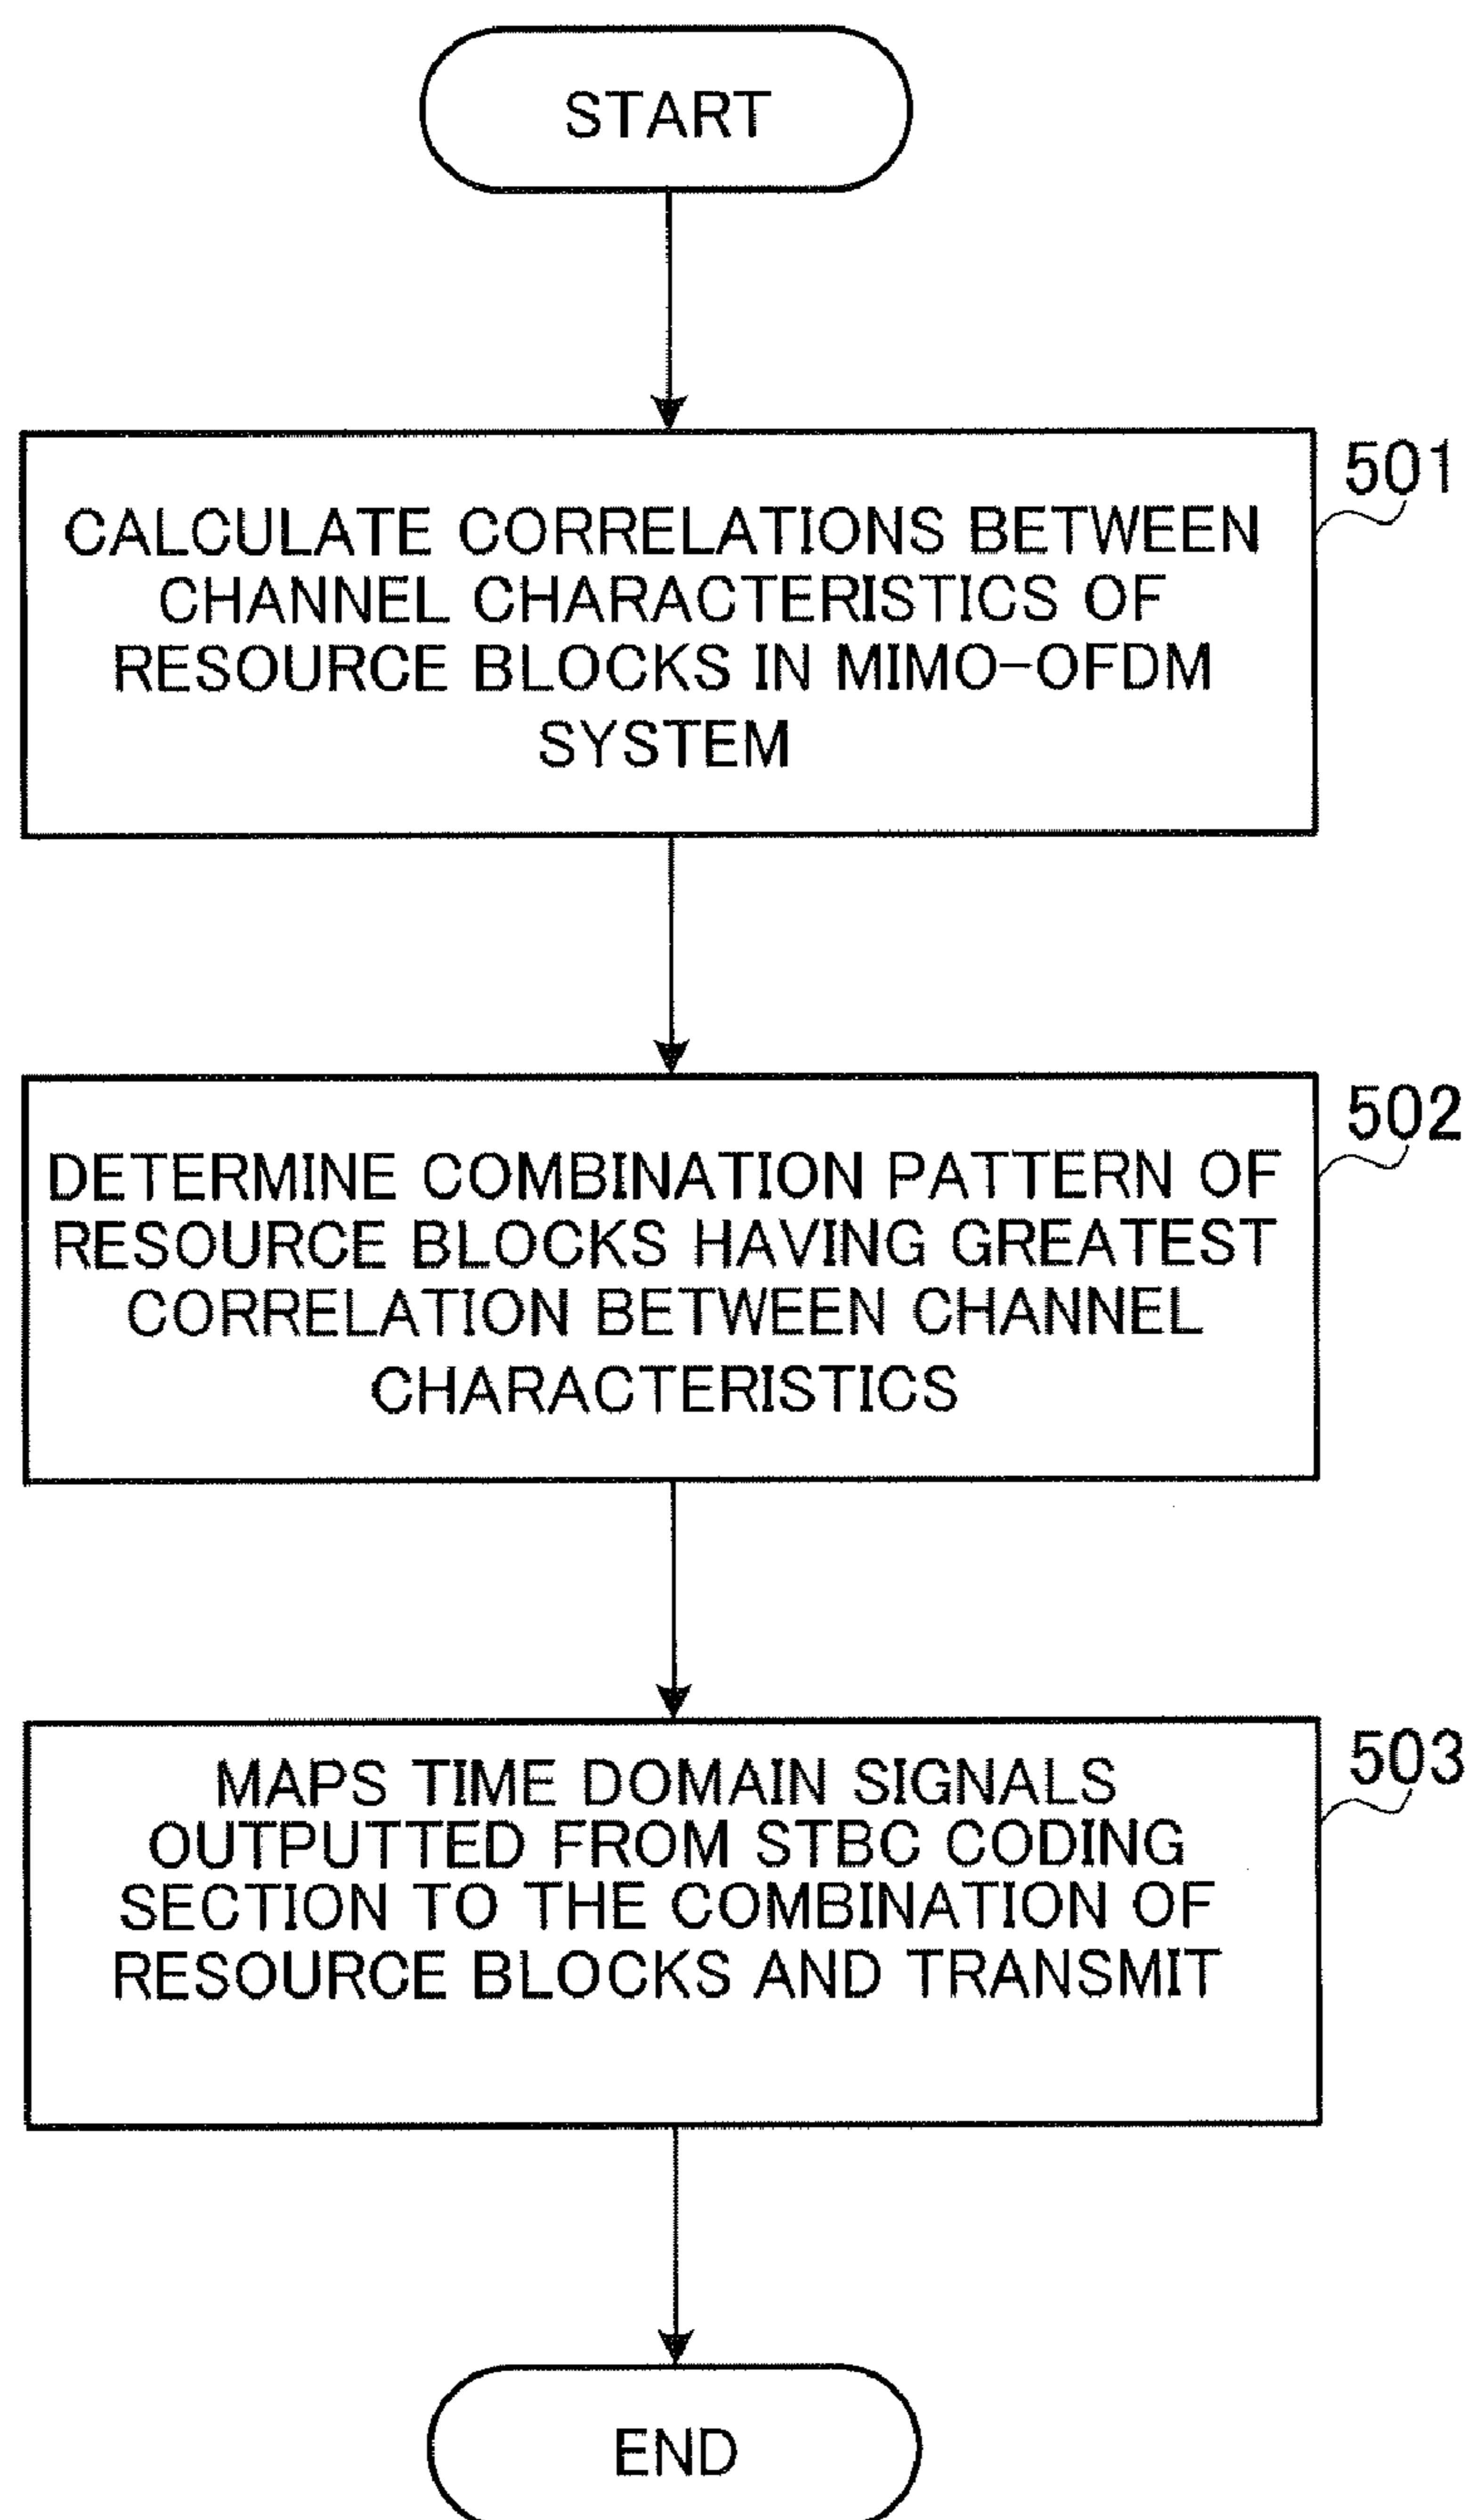 START
501
CALCULATE CORRELATIONS BETWEEN
CHANNEL CHARACTERISTICS OF
RESOURCE BLOCKS IN MIMO-OFDM
SYSTEM
502
DETERMINE COMBINATION PATTERN OF
RESOURCE BLOCKS HAVING GREATEST
CORRELATION BETWEEN CHANNEL
CHARACTERISTICS
503
MAPS TIME DOMAIN SIGNALS
OUTPUTTED FROM STBC CODING
SECTION TO THE COMBINATION OF
RESOURCE BLOCKS AND TRANSMIT
END